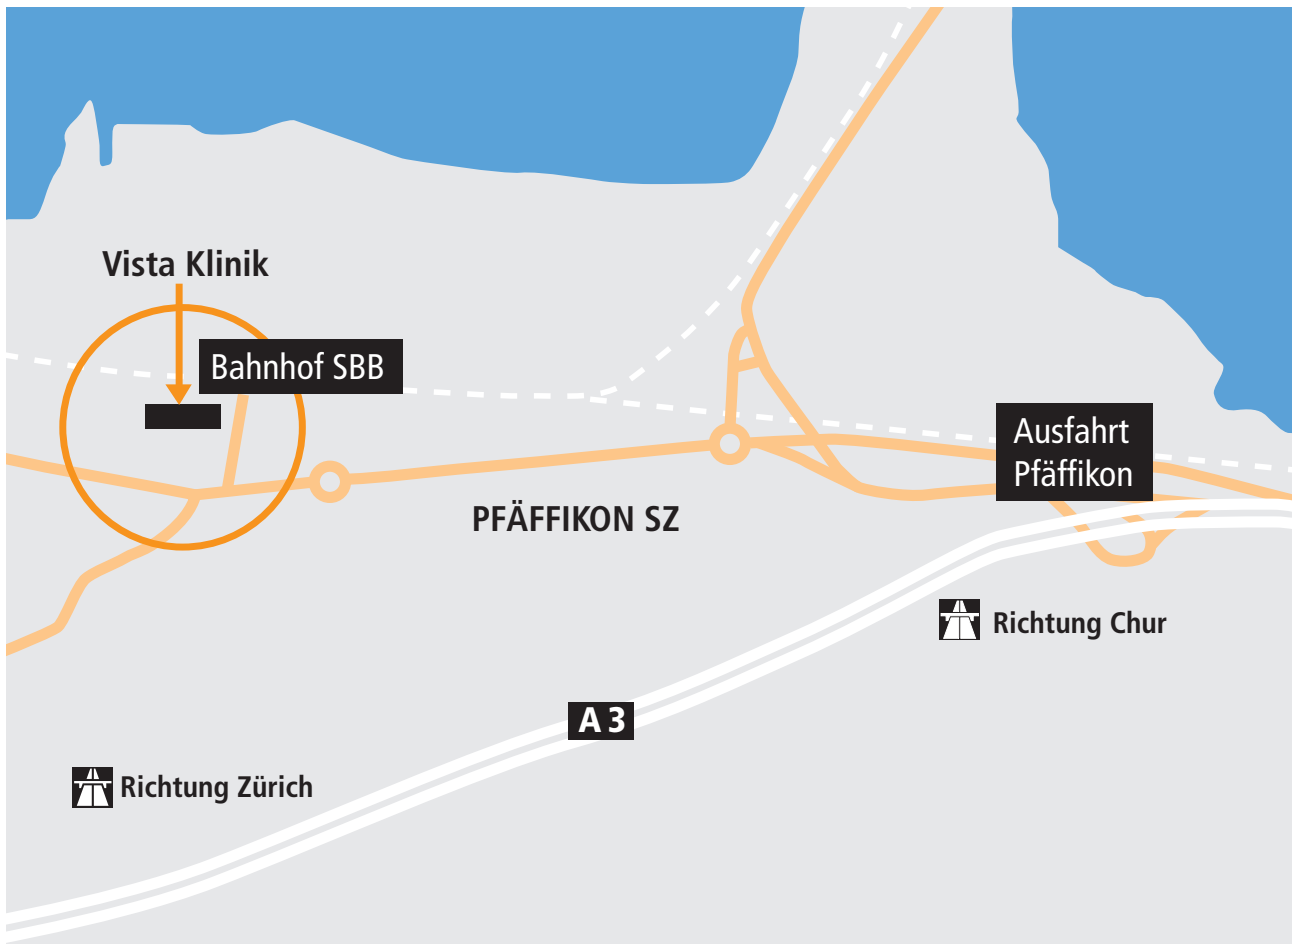 Vista Klinik
Bahnhof SBB
Ausfahrt
Pfäffikon
PFÄFFIKON SZ
Richtung Chur
A 3
Richtung Zürich